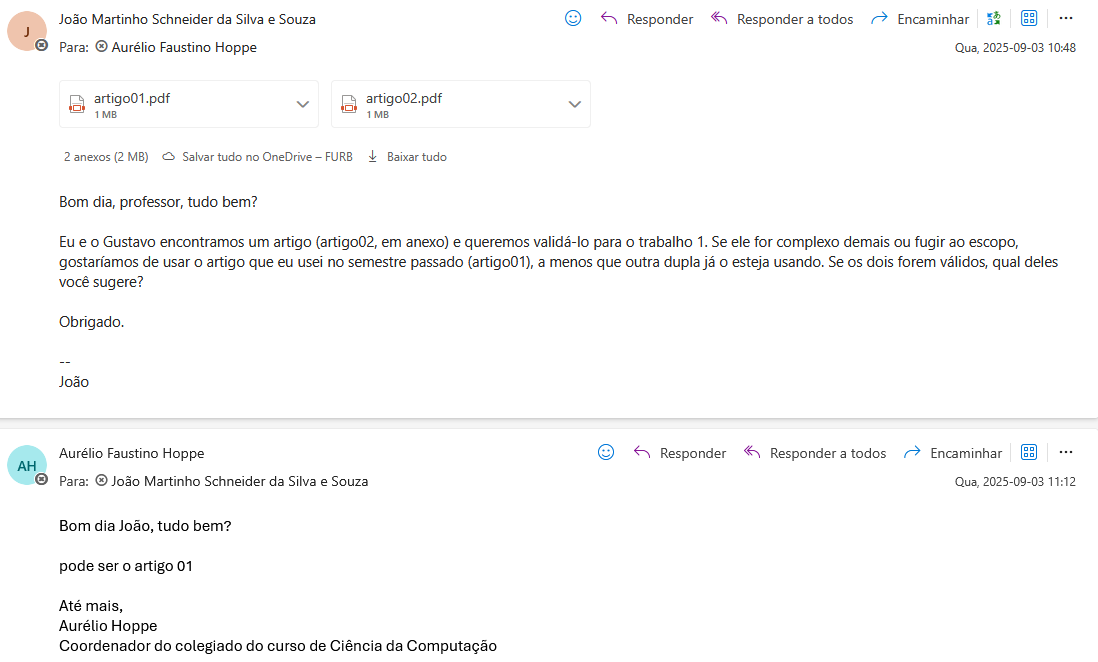 J
João Martinho Schneider da Silva e Souza
Responder
Responder a todos
Encaminhar
Para: Aurélio Faustino Hoppe
Qua, 2025-09-03 10:48
artigo01.pdf
1 MB
artigo02.pdf
1 MB
2 anexos (2 MB)
Salvar tudo no OneDrive – FURB
Baixar tudo
Bom dia, professor, tudo bem?
Eu e o Gustavo encontramos um artigo (artigo02, em anexo) e queremos validá-lo para o trabalho 1. Se ele for complexo demais ou fugir ao escopo,
gostaríamos de usar o artigo que eu usei no semestre passado (artigo01), a menos que outra dupla já o esteja usando. Se os dois forem válidos, qual deles
você sugere?
Obrigado.
--
João
AH
Aurélio Faustino Hoppe
Responder
Responder a todos
Encaminhar
Para: João Martinho Schneider da Silva e Souza
Qua, 2025-09-03 11:12
Bom dia João, tudo bem?
pode ser o artigo 01
Até mais,
Aurélio Hoppe
Coordenador do colegiado do curso de Ciência da Computação